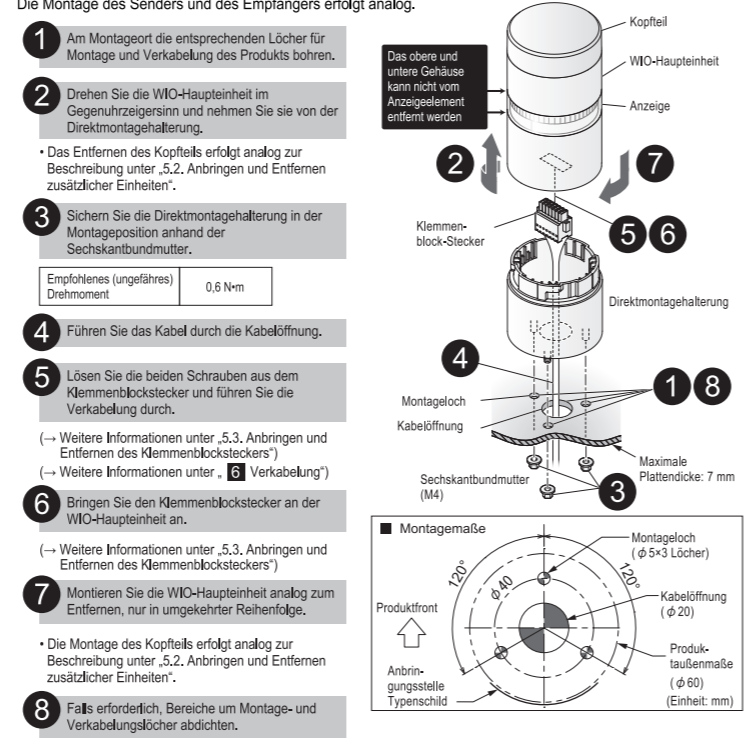 Die Montage des Senders und des Empfängers erfolgt analog.
1
Am Montageort die entsprechenden Löcher für
Montage und Verkabelung des Produkts bohren.
2
Drehen Sie die WIO-Haupteinheit im
Gegenuhrzeigersinn und nehmen Sie sie von der
Direktmontagehalterung.
• Das Entfernen des Kopfteils erfolgt analog zur
Beschreibung unter „5.2. Anbringen und Entfernen
zusätzlicher Einheiten“.
3
Sichern Sie die Direktmontagehalterung in der
Montageposition anhand der
Sechskantbundmutter.
Empfohlenes (ungefähres)
Drehmoment
0,6 N•m
4
Führen Sie das Kabel durch die Kabelöffnung.
5
Lösen Sie die beiden Schrauben aus dem
Klemmenblockstecker und führen Sie die
Verkabelung durch.
(→ Weitere Informationen unter „5.3. Anbringen und
Entfernen des Klemmenblocksteckers“)
(→ Weitere Informationen unter „ 6 Verkabelung“)
6
Bringen Sie den Klemmenblockstecker an der
WIO-Haupteinheit an.
(→ Weitere Informationen unter „5.3. Anbringen und
Entfernen des Klemmenblocksteckers“)
7
Montieren Sie die WIO-Haupteinheit analog zum
Entfernen, nur in umgekehrter Reihenfolge.
• Die Montage des Kopfteils erfolgt analog zur
Beschreibung unter „5.2. Anbringen und Entfernen
zusätzlicher Einheiten“.
8
Falls erforderlich, Bereiche um Montage- und
Verkabelungslöcher abdichten.
Kopfteil
WIO-Haupteinheit
Anzeige
Das obere und
untere Gehäuse
kann nicht vom
Anzeigeelement
entfernt werden
2
7
Klemmen-
block-Stecker
5 6
Direktmontagehalterung
4
1 8
Montageloch
Kabelöffnung
Maximale
Plattendicke: 7 mm
Sechskantbundmutter
(M4)
3
■ Montagemaße
Montageloch
(ϕ5×3 Löcher)
120°
ϕ40
120°
Kabelöffnung
(ϕ20)
Produktfront
Produk-
taußenmaße
(ϕ60)
(Einheit: mm)
Anbrin-
gungsstelle
Typenschild